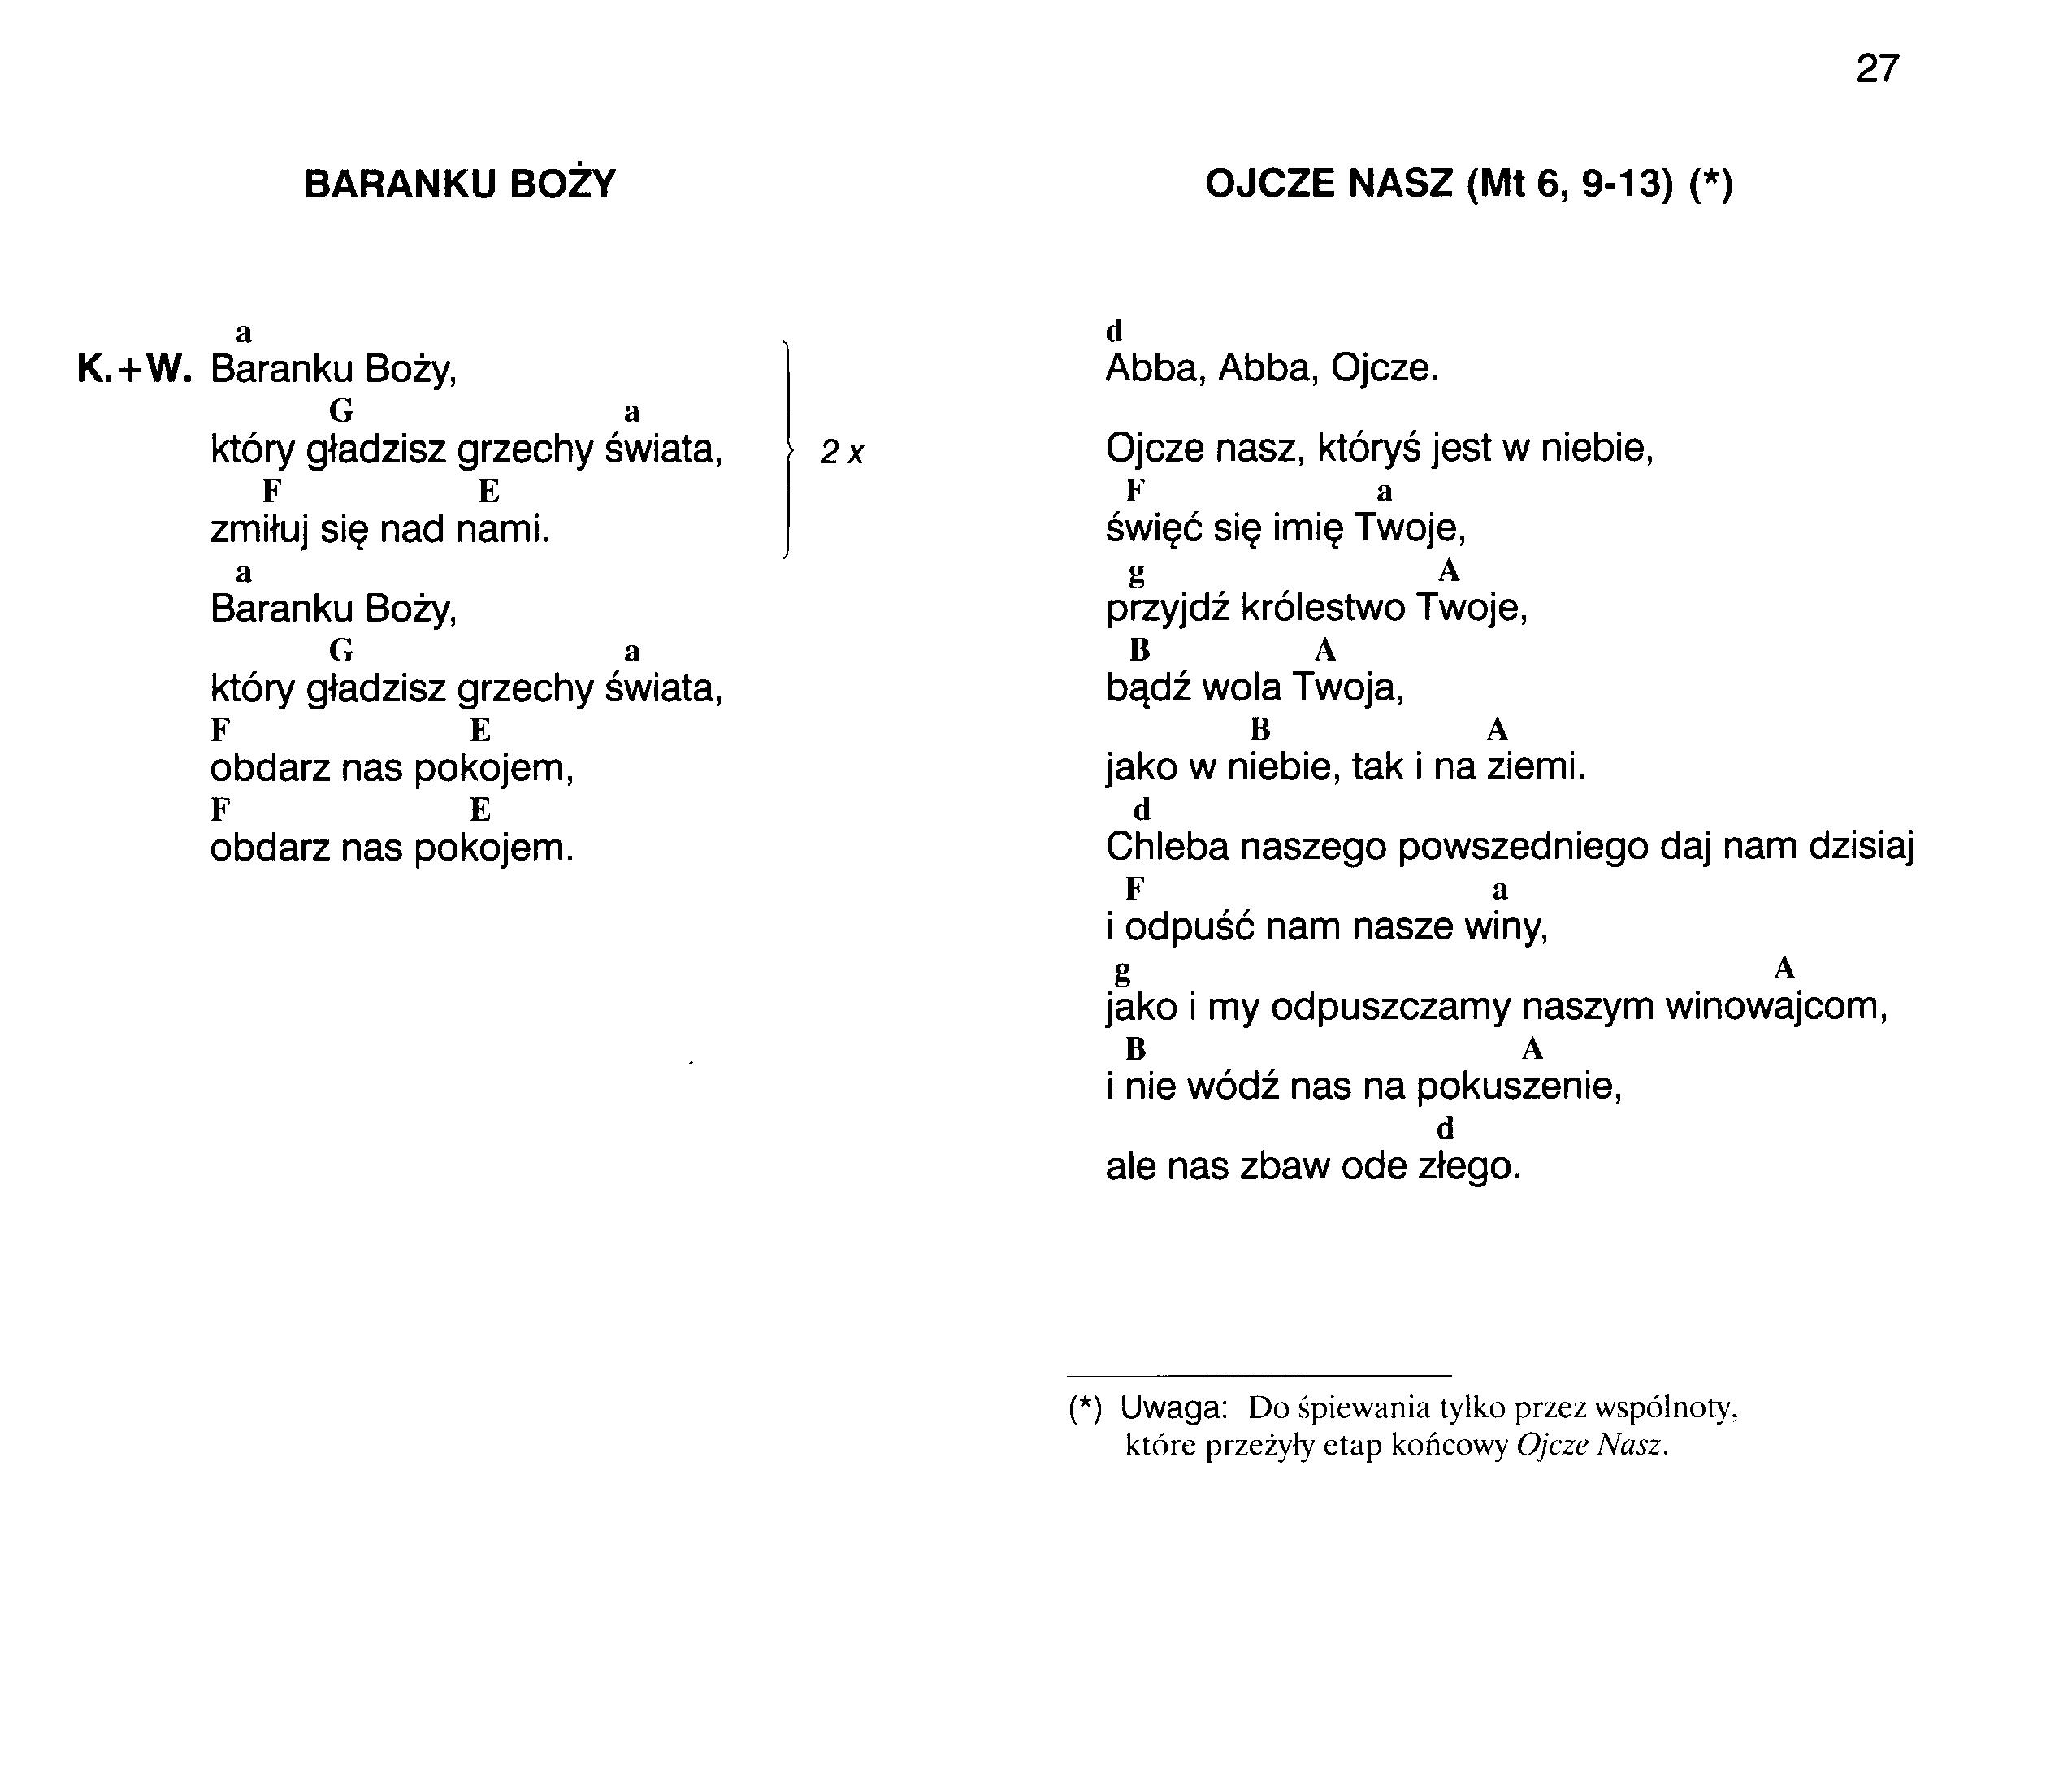 27
BARANKU BOŻY
a
K.+W. Baranku Boży,
G a
który gładzisz grzechy świata,
2 x
F E
zmiłuj się nad nami.
a
Baranku Boży,
G a
który gładzisz grzechy świata,
F E
obdarz nas pokojem,
F E
obdarz nas pokojem.
OJCZE NASZ (Mt 6, 9-13) (*)
d
Abba, Abba, Ojcze.
Ojcze nasz, któryś jest w niebie,
F a
święć się imię Twoje,
g A
przyjdź królestwo Twoje,
B A
bądź wola Twoja,
B A
jako w niebie, tak i na ziemi.
d
Chleba naszego powszedniego daj nam dzisiaj
F a
i odpuść nam nasze winy,
g A
jako i my odpuszczamy naszym winowajcom,
B A
i nie wódź nas na pokuszenie,
d
ale nas zbaw ode złego.
(*) Uwaga: Do śpiewania tylko przez wspólnoty,
które przeżyły etap końcowy Ojcze Nasz.